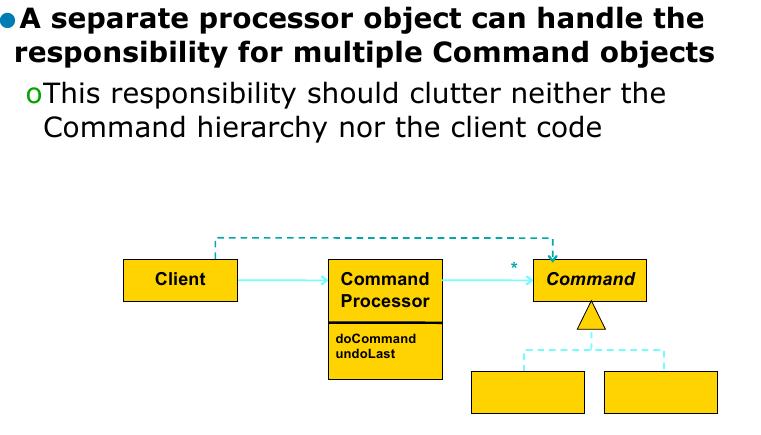 ●A separate processor object can handle the
responsibility for multiple Command objects
oThis responsibility should clutter neither the
Command hierarchy nor the client code
Client
Command
Processor
*
Command
doCommand
undoLast